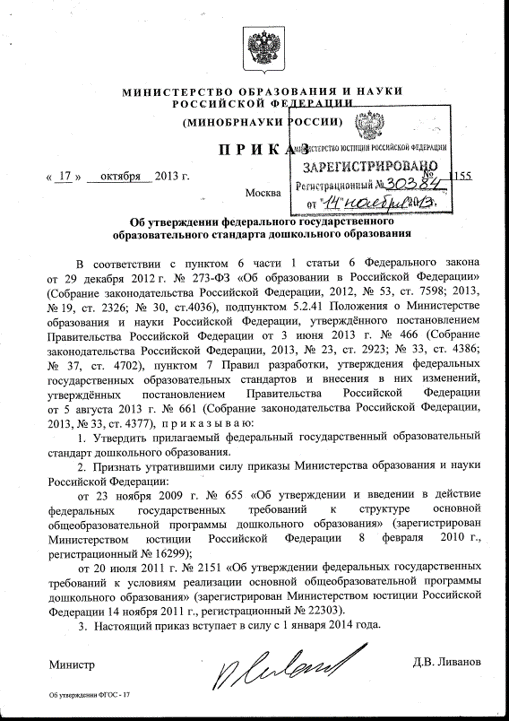 МИНИСТЕРСТВО ОБРАЗОВАНИЯ И НАУКИ
РОССИЙСКОЙ ФЕДЕРАЦИИ
(МИНОБРНАУКИ РОССИИ)
ПРИКАЗ
МИНИСТЕРСТВО ЮСТИЦИИ РОССИЙСКОЙ ФЕДЕРАЦИИ
ЗАРЕГИСТРИРОВАНО
Регистрационный № 30384
от "14" ноября 2013.
« 17 » октября 2013 г.
№ 1155
Москва
Об утверждении федерального государственного
образовательного стандарта дошкольного образования
В соответствии с пунктом 6 части 1 статьи 6 Федерального закона
от 29 декабря 2012 г. № 273-ФЗ «Об образовании в Российской Федерации»
(Собрание законодательства Российской Федерации, 2012, № 53, ст. 7598; 2013,
№ 19, ст. 2326; № 30, ст.4036), подпунктом 5.2.41 Положения о Министерстве
образования и науки Российской Федерации, утверждённого постановлением
Правительства Российской Федерации от 3 июня 2013 г. № 466 (Собрание
законодательства Российской Федерации, 2013, № 23, ст. 2923; № 33, ст. 4386;
№ 37, ст. 4702), пунктом 7 Правил разработки, утверждения федеральных
государственных образовательных стандартов и внесения в них изменений,
утверждённых постановлением Правительства Российской Федерации
от 5 августа 2013 г. № 661 (Собрание законодательства Российской Федерации,
2013, № 33, ст. 4377), приказываю:
1. Утвердить прилагаемый федеральный государственный образовательный
стандарт дошкольного образования.
2. Признать утратившими силу приказы Министерства образования и науки
Российской Федерации:
от 23 ноября 2009 г. № 655 «Об утверждении и введении в действие
федеральных государственных требований к структуре основной
общеобразовательной программы дошкольного образования» (зарегистрирован
Министерством юстиции Российской Федерации 8 февраля 2010 г.,
регистрационный № 16299);
от 20 июля 2011 г. № 2151 «Об утверждении федеральных государственных
требований к условиям реализации основной общеобразовательной программы
дошкольного образования» (зарегистрирован Министерством юстиции Российской
Федерации 14 ноября 2011 г., регистрационный № 22303).
3. Настоящий приказ вступает в силу с 1 января 2014 года.
Министр
Д.В. Ливанов
Об утверждении ФГОС - 17